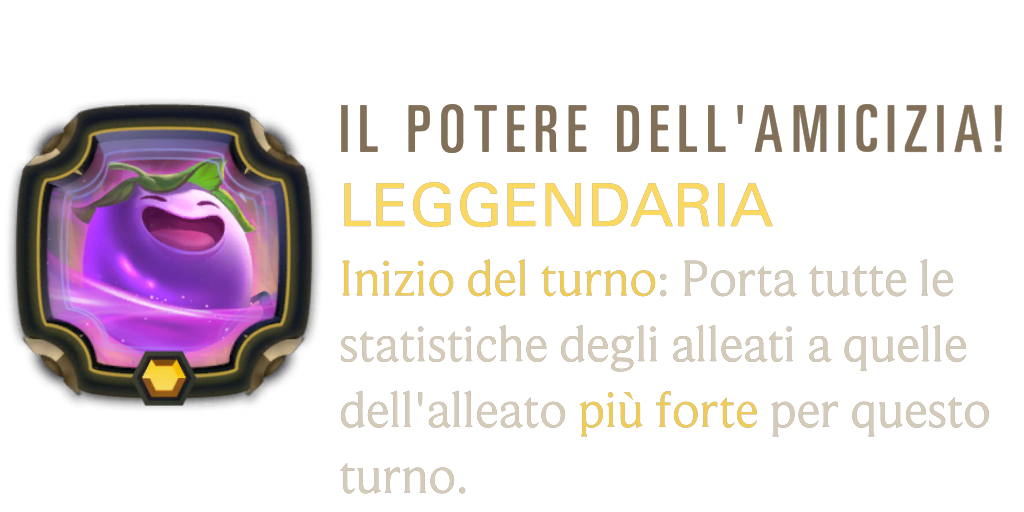 IL POTERE DELL'AMICIZIA!
LEGGENDARIA
Inizio del turno: Porta tutte le
statistiche degli alleati a quelle
dell'alleato più forte per questo
turno.